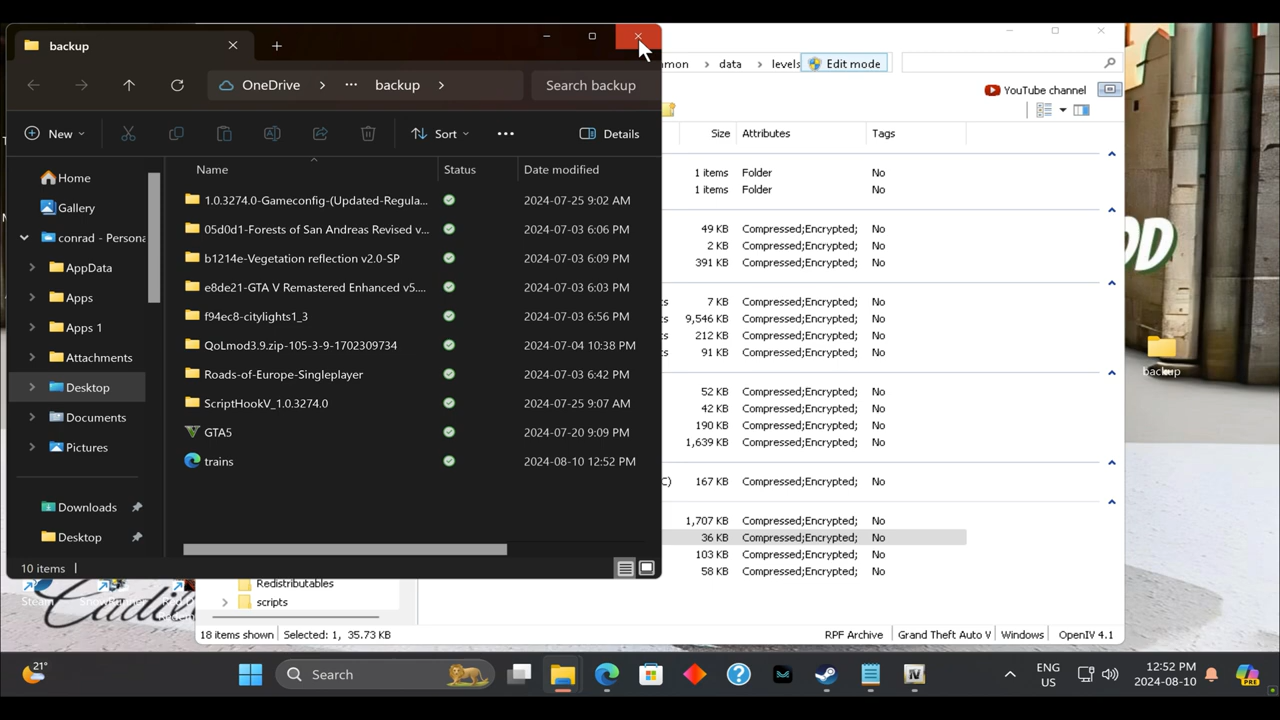 backup
OneDrive
backup
Search backup
New
Sort
Details
Name
Status
Date modified
Home
Gallery
conrad - Persona
AppData
Apps
Apps 1
Attachments
Desktop
Documents
Pictures
Downloads
Desktop
1.0.3274.0-Gameconfig-(Updated-Regula... 2024-07-25 9:02 AM
05d0d1-Forests of San Andreas Revised v... 2024-07-03 6:06 PM
b1214e-Vegetation reflection v2.0-SP 2024-07-03 6:09 PM
e8de21-GTA V Remastered Enhanced v5.... 2024-07-03 6:03 PM
f94ec8-citylights1_3 2024-07-03 6:56 PM
QoLmod3.9.zip-105-3-9-1702309734 2024-07-04 10:38 PM
Roads-of-Europe-Singleplayer 2024-07-03 6:42 PM
ScriptHookV_1.0.3274.0 2024-07-25 9:07 AM
GTA5 2024-07-20 9:09 PM
trains 2024-08-10 12:52 PM
10 items
mmon data levels Edit mode
YouTube channel
Size Attributes Tags
1 items Folder No
1 items Folder No
49 KB Compressed;Encrypted; No
2 KB Compressed;Encrypted; No
391 KB Compressed;Encrypted; No
7 KB Compressed;Encrypted; No
9,546 KB Compressed;Encrypted; No
212 KB Compressed;Encrypted; No
91 KB Compressed;Encrypted; No
52 KB Compressed;Encrypted; No
42 KB Compressed;Encrypted; No
190 KB Compressed;Encrypted; No
1,639 KB Compressed;Encrypted; No
C) 167 KB Compressed;Encrypted; No
1,707 KB Compressed;Encrypted; No
36 KB Compressed;Encrypted; No
103 KB Compressed;Encrypted; No
58 KB Compressed;Encrypted; No
Redistributables
scripts
18 items shown Selected: 1, 35.73 KB
RPF Archive Grand Theft Auto V Windows OpenIV 4.1
OD
backup
Steam
21°
Search
ENG
US
12:52 PM
2024-08-10
PRE